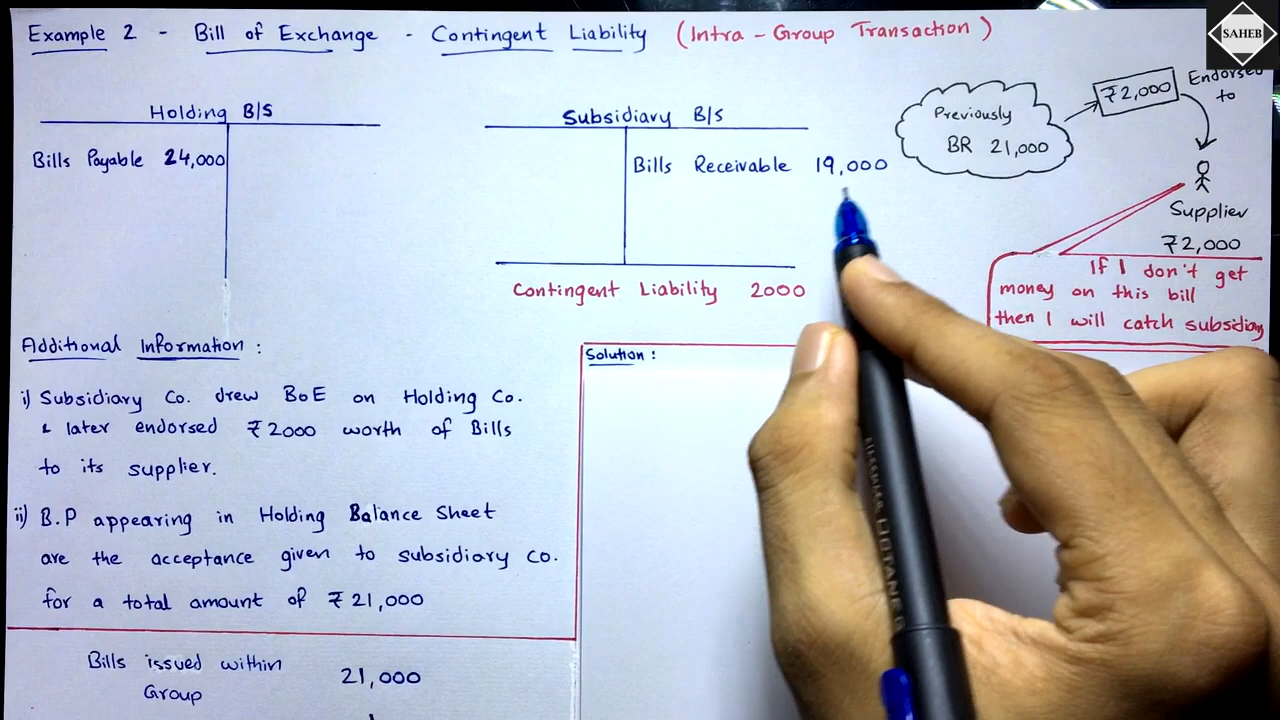 Example 2 - Bill of Exchange - Contingent Liability (Intra-Group Transaction)
SAHEB
Holding B/S
Bills Payable 24,000
Subsidiary B/S
Bills Receivable 19,000
Contingent Liability 2000
Previously
BR 21,000
₹2,000
Endorsed
to
Supplier
₹2,000
If I don't get
money on this bill
then I will catch subsidiary
Additional Information :
i) Subsidiary Co. drew BoE on Holding Co.
& later endorsed ₹2000 worth of Bills
to its supplier.
ii) B.P appearing in Holding Balance Sheet
are the acceptance given to subsidiary co.
for a total amount of ₹21,000
Bills issued within 21,000
Group
Solution :